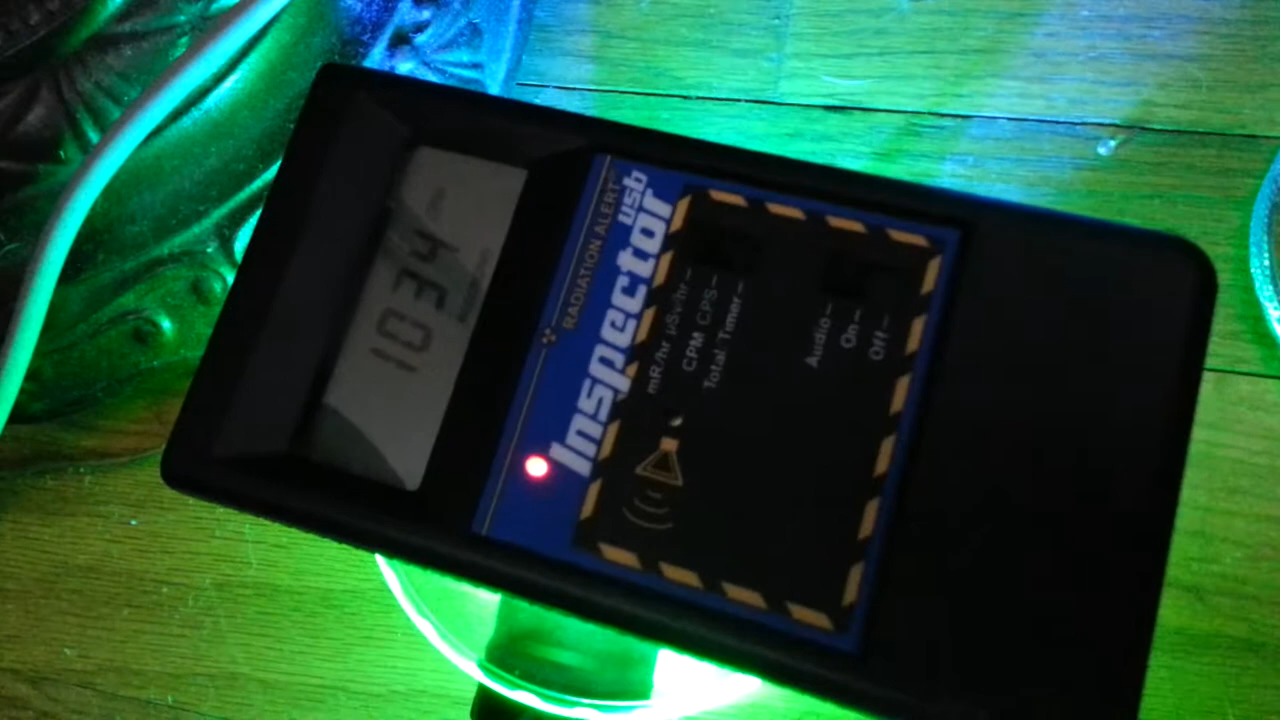 1034
RADIATION ALERT
Inspector
usb
mR/hr µSv/hr
CPM CPS
Total Timer
Audio
On
Off